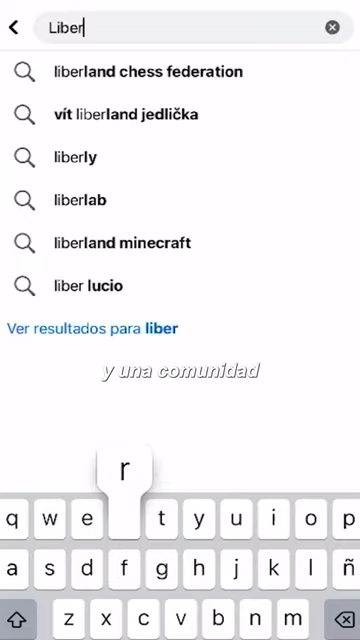 Liber
liberland chess federation
vít liberland jedlička
liberly
liberlab
liberland minecraft
liber lucio
Ver resultados para liber
y una comunidad
r
q w e t y u i o p
a s d f g h j k l ñ
z x c v b n m